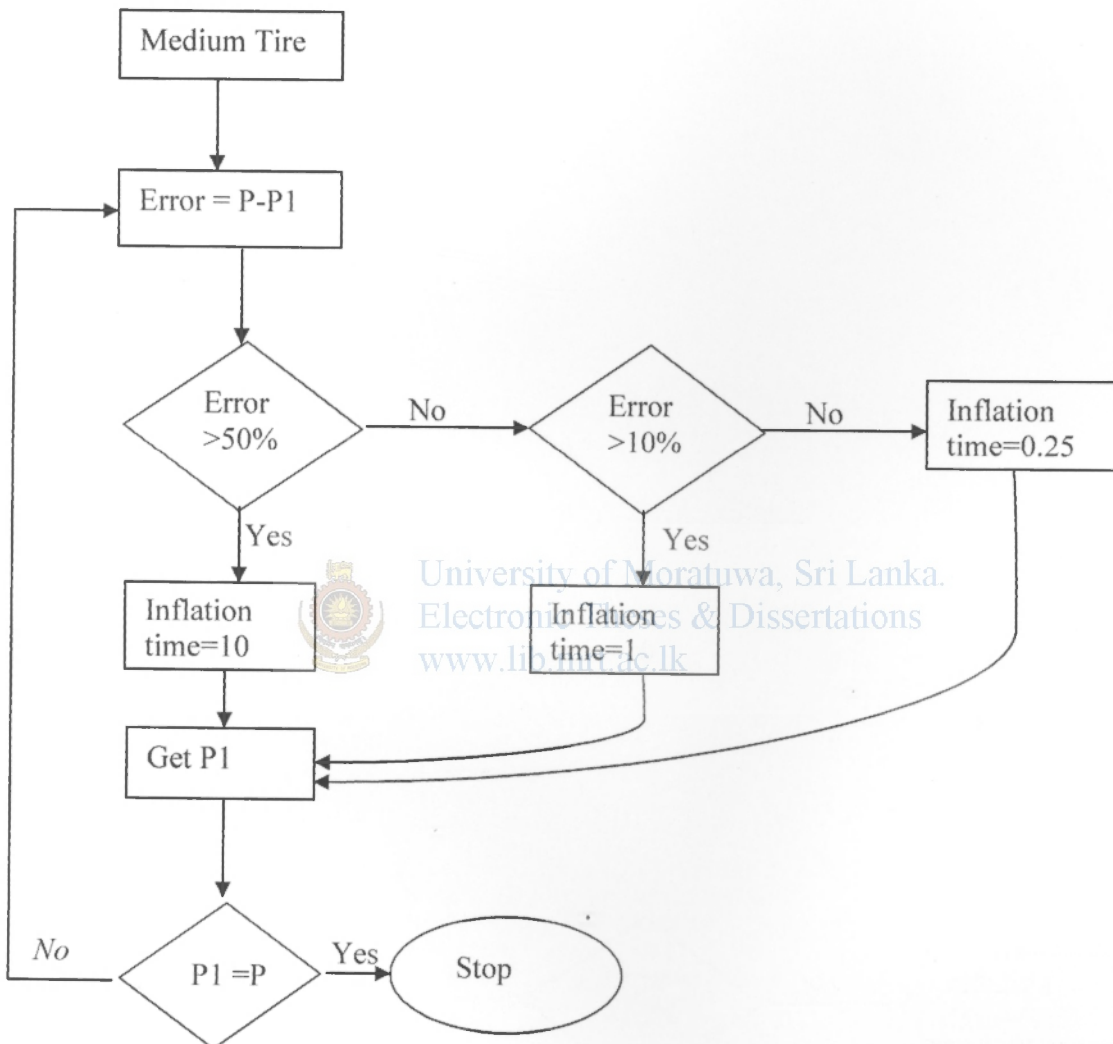 Medium Tire
Error = P-P1
Error
>50%
No
Error
>10%
No
Inflation
time=0.25
Yes
Yes
University of Moratuwa, Sri Lanka.
Electronic Theses & Dissertations
www.lib.mrt.ac.lk
Inflation
time=10
Inflation
time=1
Get P1
No
P1 =P
Yes
Stop